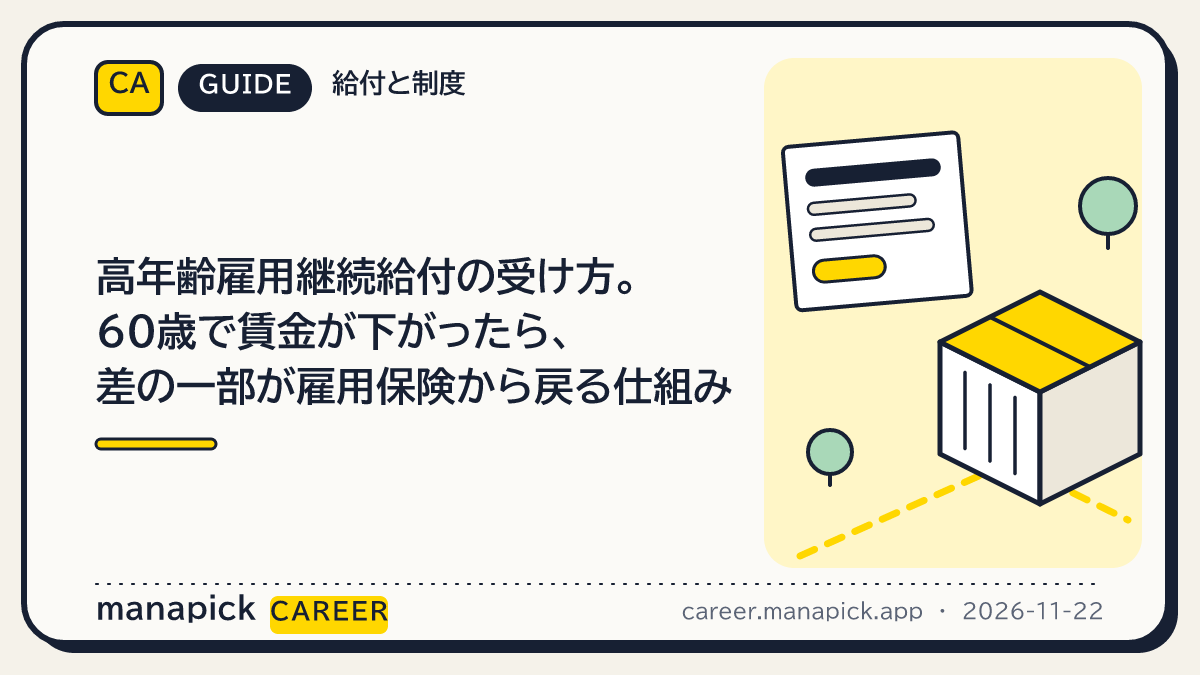 CA GUIDE 給付と制度
高年齢雇用継続給付の受け方。
60歳で賃金が下がったら、
差の一部が雇用保険から戻る仕組み
manapick CAREER career.manapick.app ・ 2026-11-22